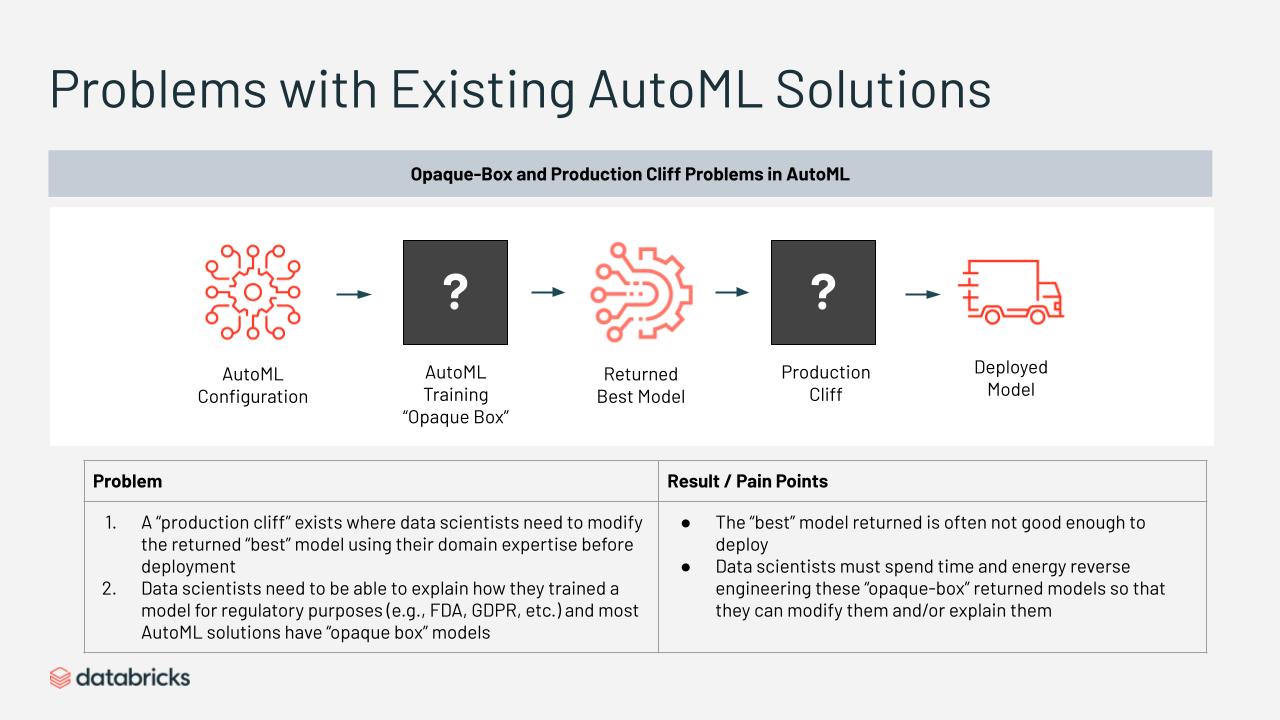 Problems with Existing AutoML Solutions
Opaque-Box and Production Cliff Problems in AutoML
?
?
AutoML
Configuration
AutoML
Training
“Opaque Box”
Returned
Best Model
Production
Cliff
Deployed
Model
Problem
Result / Pain Points
1. A “production cliff” exists where data scientists need to modify
the returned “best” model using their domain expertise before
deployment
2. Data scientists need to be able to explain how they trained a
model for regulatory purposes (e.g., FDA, GDPR, etc.) and most
AutoML solutions have “opaque box” models
● The “best” model returned is often not good enough to
deploy
● Data scientists must spend time and energy reverse
engineering these “opaque-box” returned models so that
they can modify them and/or explain them
databricks